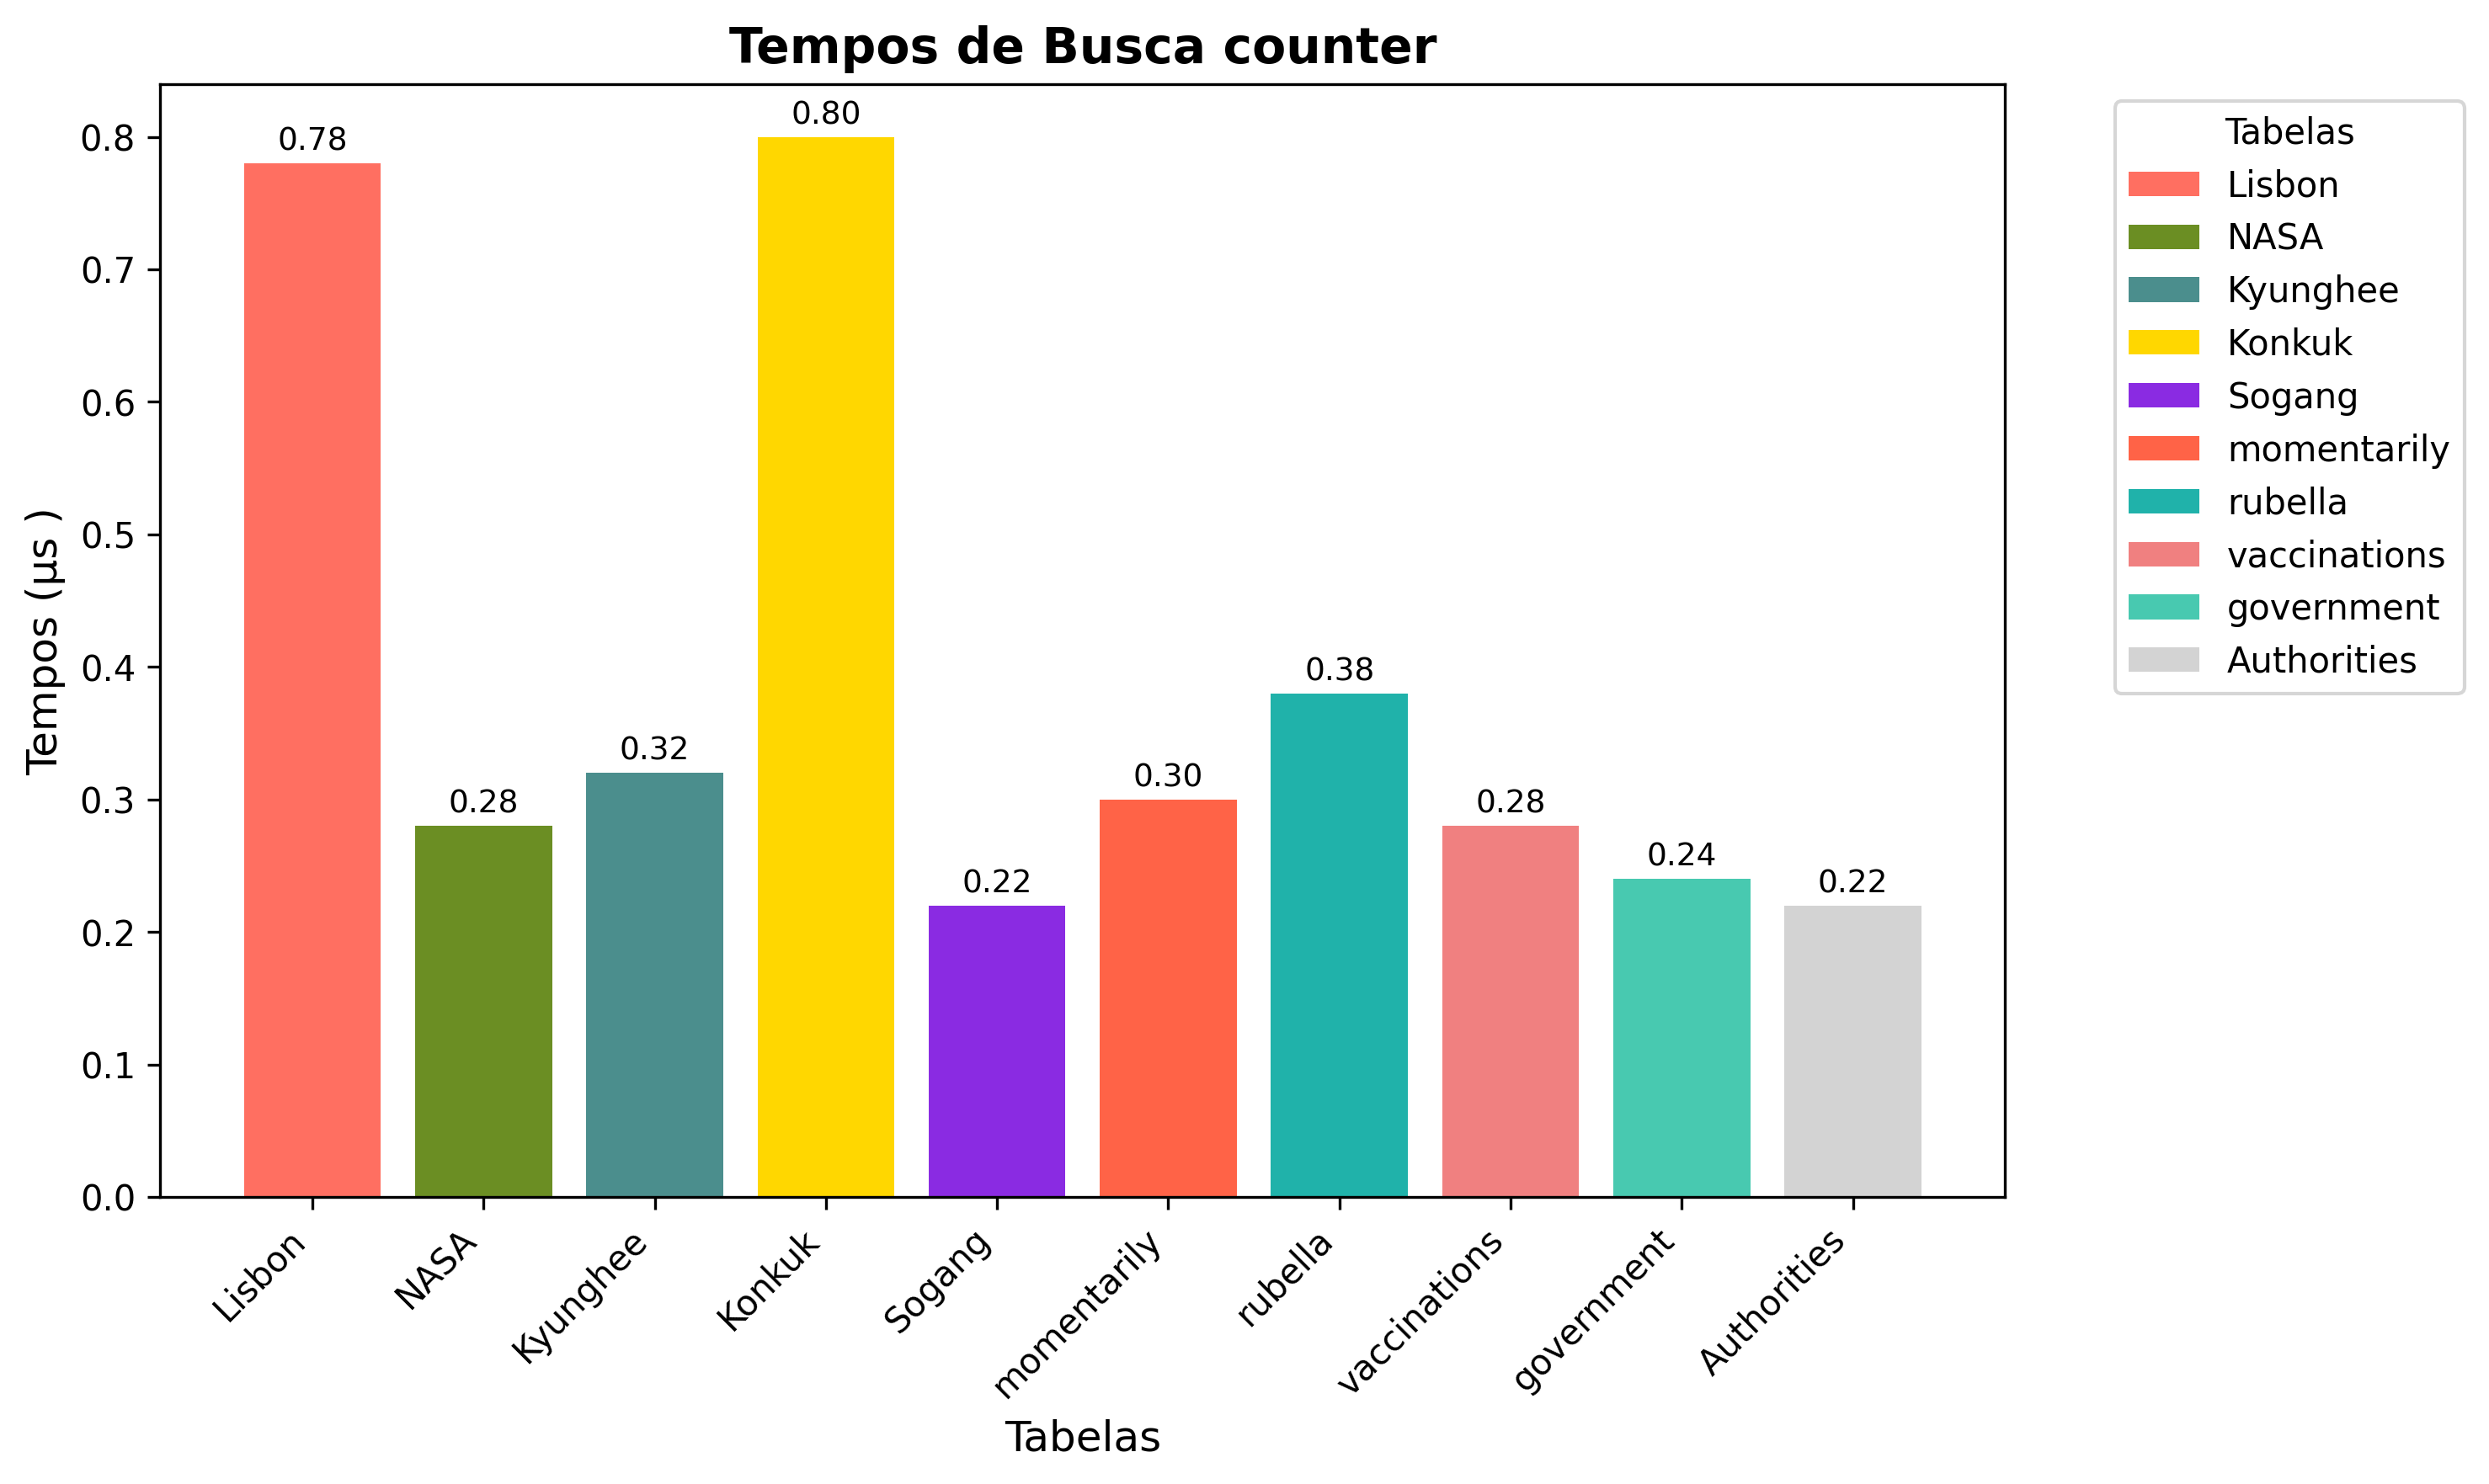 Tempos de Busca counter
Tempos (µs )
0.8
0.7
0.6
0.5
0.4
0.3
0.2
0.1
0.0
0.78
0.28
0.32
0.80
0.22
0.30
0.38
0.28
0.24
0.22
Lisbon
NASA
Kyunghee
Konkuk
Sogang
momentarily
rubella
vaccinations
government
Authorities
Tabelas
Tabelas
Lisbon
NASA
Kyunghee
Konkuk
Sogang
momentarily
rubella
vaccinations
government
Authorities